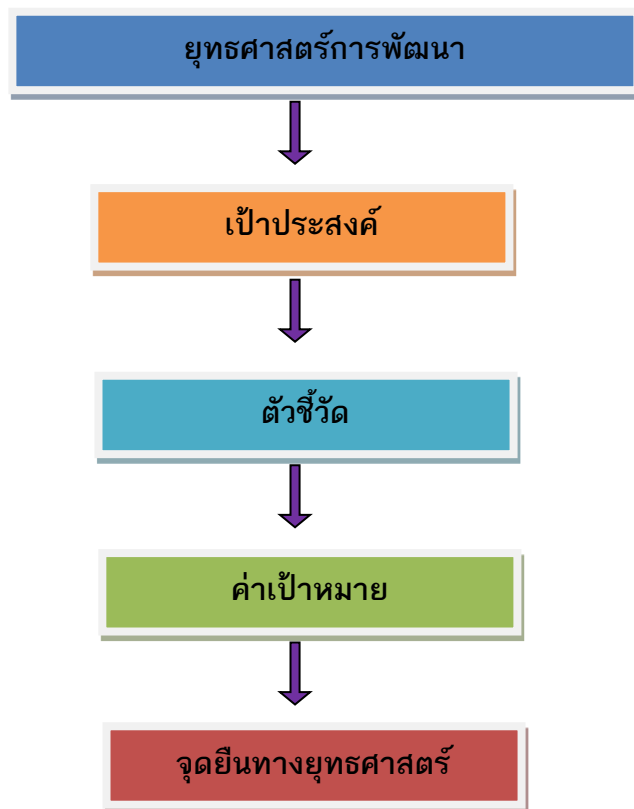 ยุทธศาสตร์การพัฒนา
เป้าประสงค์
ตัวชี้วัด
ค่าเป้าหมาย
จุดยืนทางยุทธศาสตร์